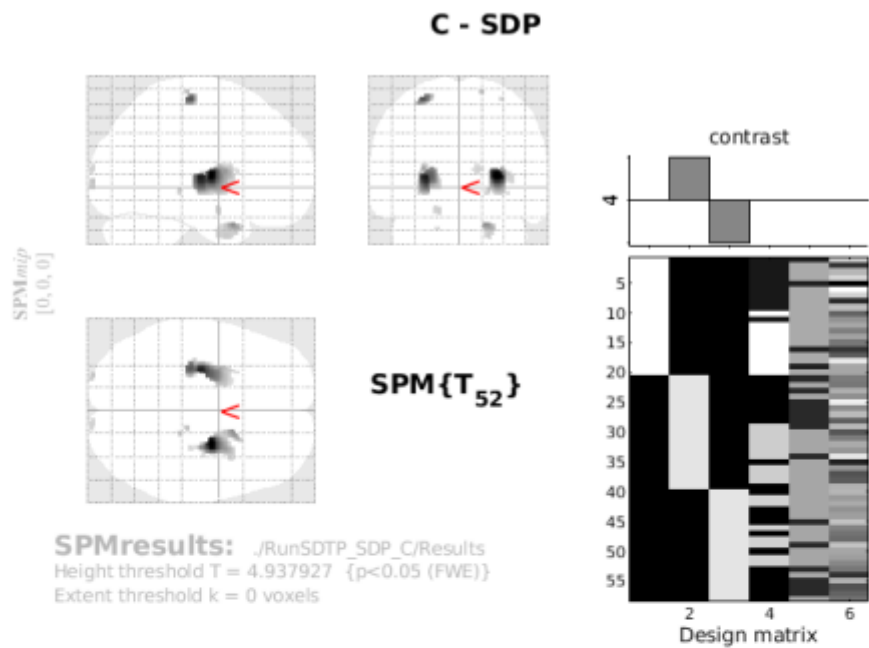 C - SDP
SPMmip
[0, 0, 0]
<
<
<
SPM{T52}
contrast
4
5
10
15
20
25
30
35
40
45
50
55
2 4 6
Design matrix
SPMresults: ./RunSDTP_SDP_C/Results
Height threshold T = 4.937927 {p<0.05 (FWE)}
Extent threshold k = 0 voxels